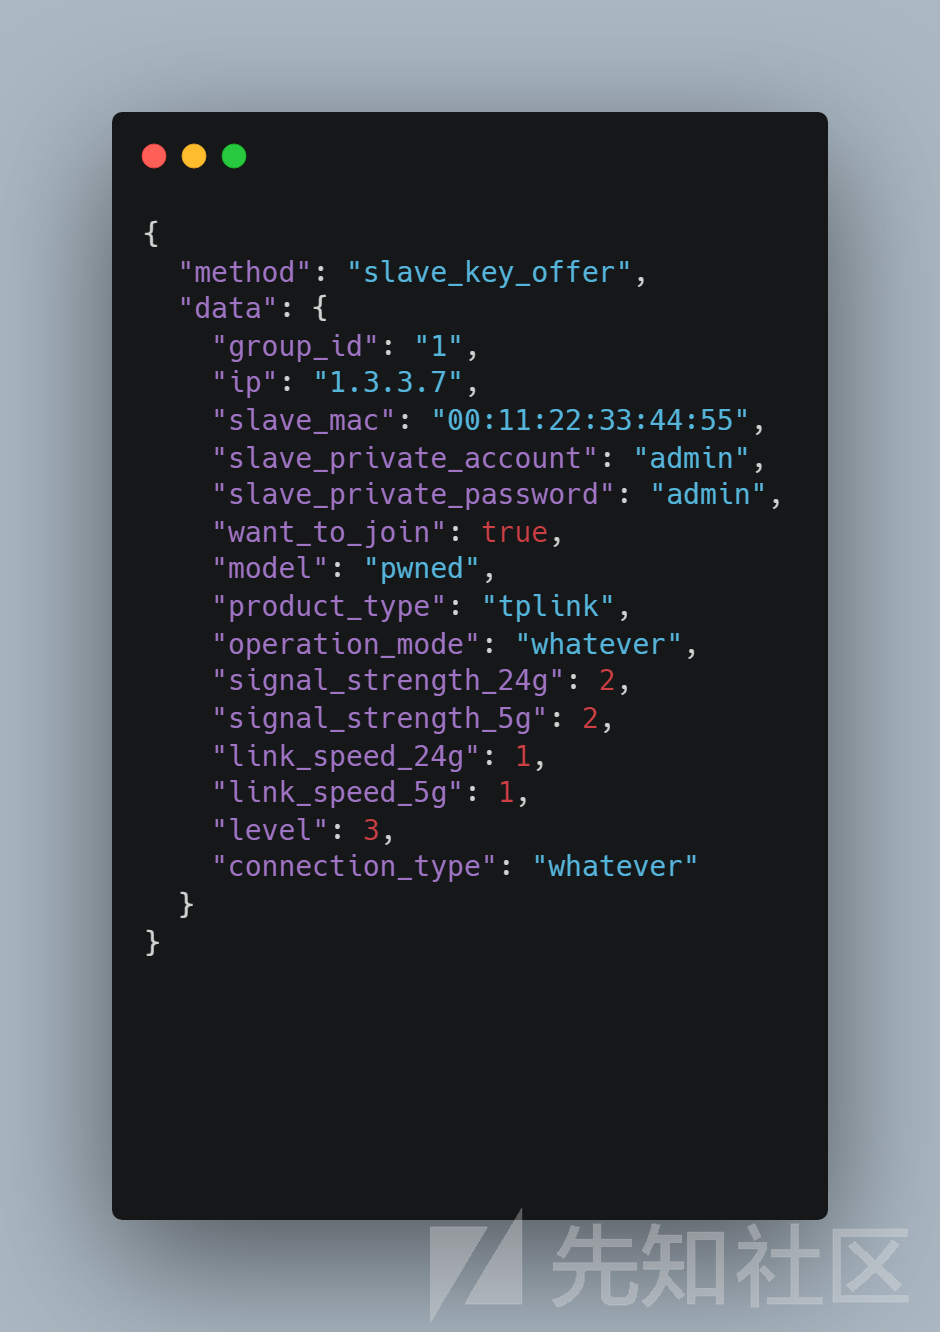 {
  "method": "slave_key_offer",
  "data": {
    "group_id": "1",
    "ip": "1.3.3.7",
    "slave_mac": "00:11:22:33:44:55",
    "slave_private_account": "admin",
    "slave_private_password": "admin",
    "want_to_join": true,
    "model": "pwned",
    "product_type": "tplink",
    "operation_mode": "whatever",
    "signal_strength_24g": 2,
    "signal_strength_5g": 2,
    "link_speed_24g": 1,
    "link_speed_5g": 1,
    "level": 3,
    "connection_type": "whatever"
  }
}
先知社区